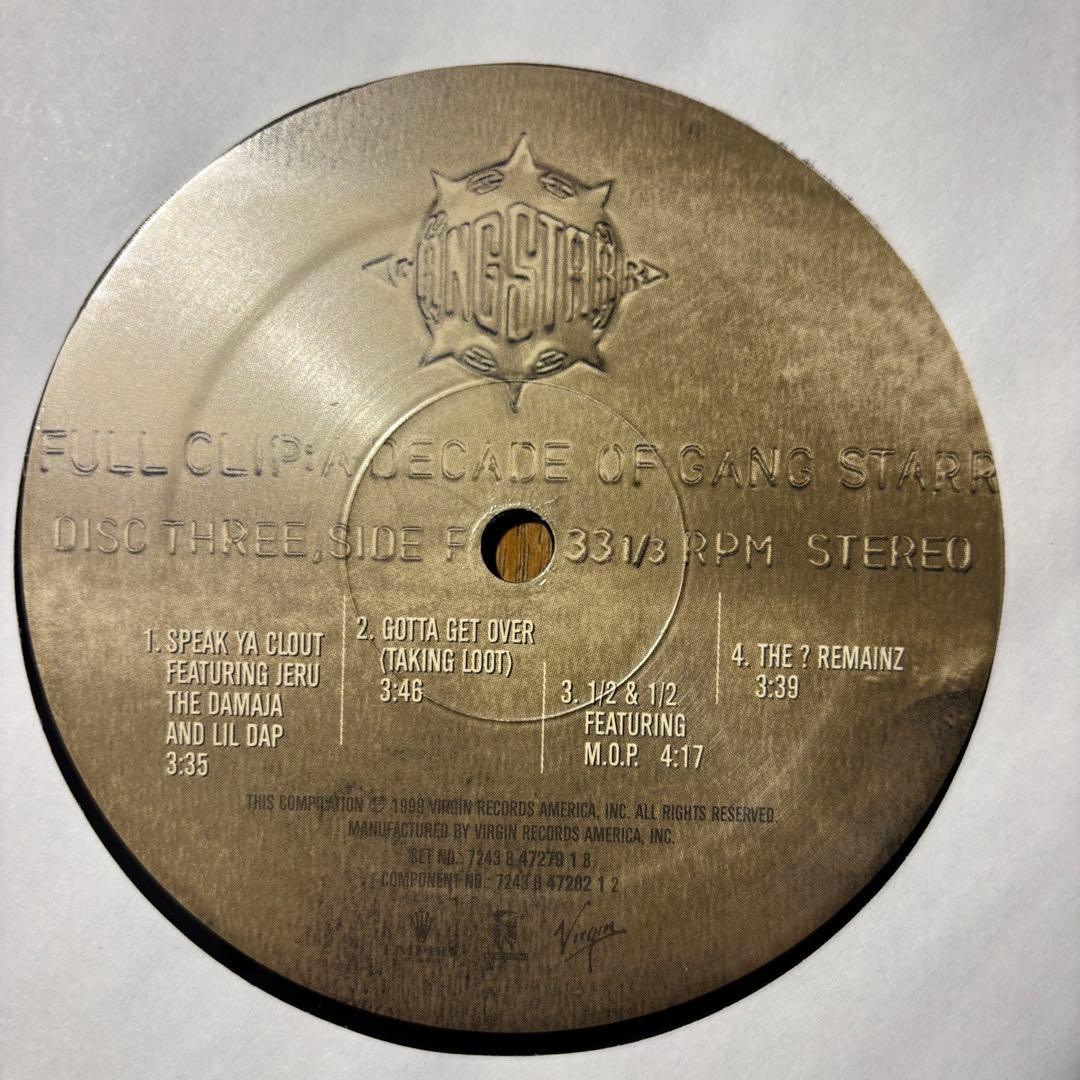 GANGSTARR
FULL CLIP: A DECADE OF GANG STARR
DISC THREE, SIDE F 33 1/3 RPM STEREO
1. SPEAK YA CLOUT
FEATURING JERU
THE DAMAJA
AND LIL DAP
3:35
2. GOTTA GET OVER
(TAKING LOOT)
3:46
3. 1/2 & 1/2
FEATURING
M.O.P. 4:17
4. THE ? REMAINZ
3:39
THIS COMPILATION ℗ 1999 VIRGIN RECORDS AMERICA, INC. ALL RIGHTS RESERVED.
MANUFACTURED BY VIRGIN RECORDS AMERICA, INC.
SET NO.: 7243 8 47279 1 8
COMPONENT NO.: 7243 8 47282 1 2
Virgin